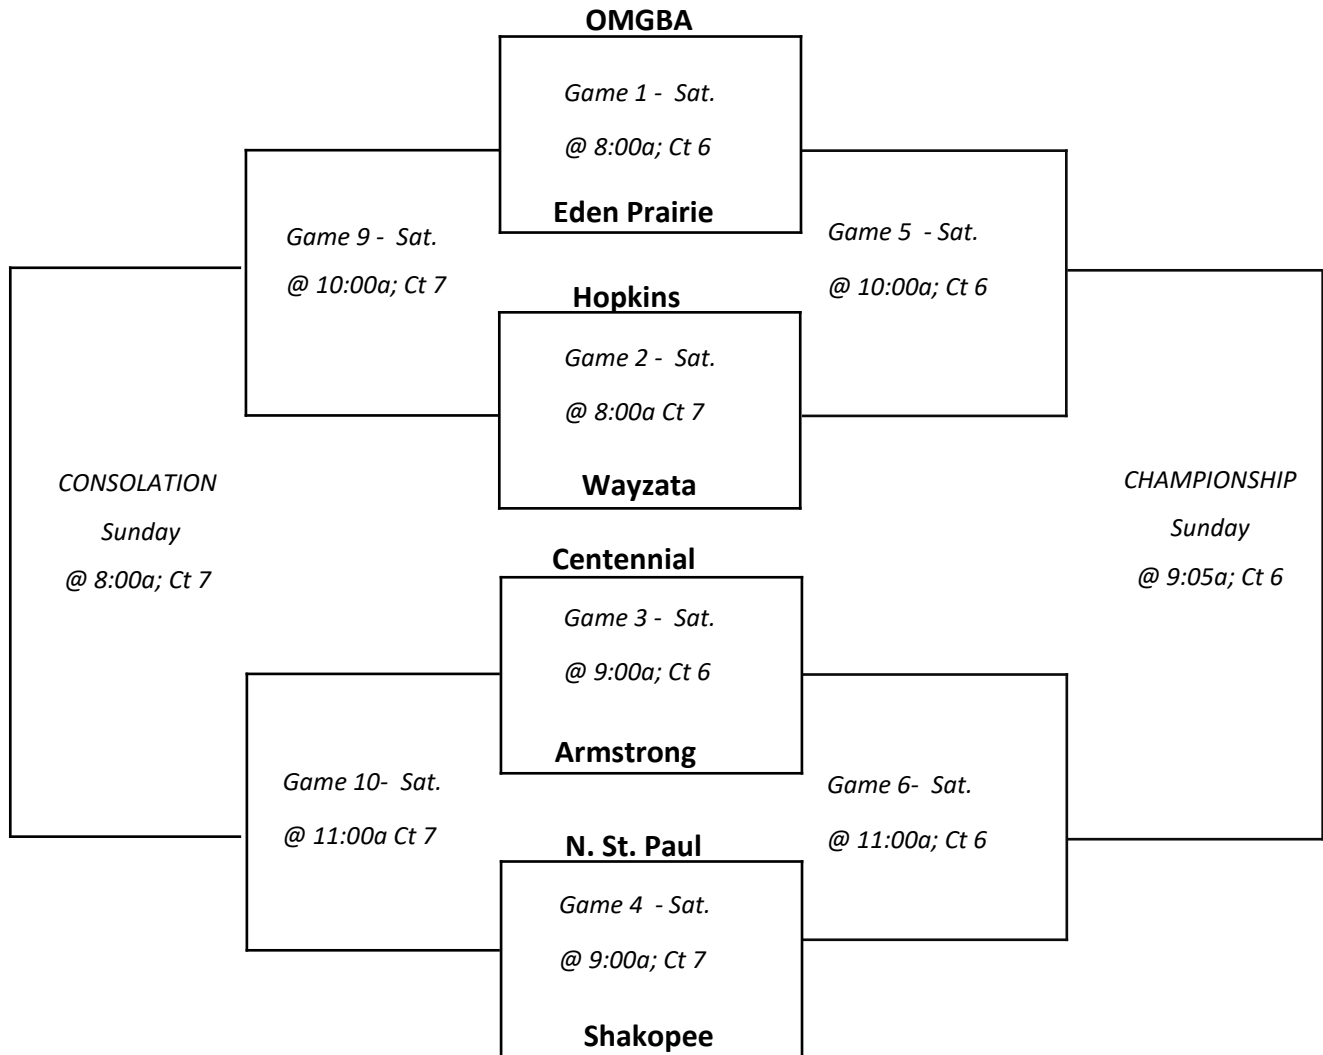 OMGBA
Game 1 -  Sat.
@ 8:00a; Ct 6
Eden Prairie
Game 9 -  Sat.
@ 10:00a; Ct 7
Game 5  - Sat.
@ 10:00a; Ct 6
Hopkins
Game 2 -  Sat.
@ 8:00a Ct 7
Wayzata
CONSOLATION
Sunday
@ 8:00a; Ct 7
CHAMPIONSHIP
Sunday
@ 9:05a; Ct 6
Centennial
Game 3 -  Sat.
@ 9:00a; Ct 6
Armstrong
Game 10-  Sat.
@ 11:00a Ct 7
Game 6-  Sat.
@ 11:00a; Ct 6
N. St. Paul
Game 4  - Sat.
@ 9:00a; Ct 7
Shakopee